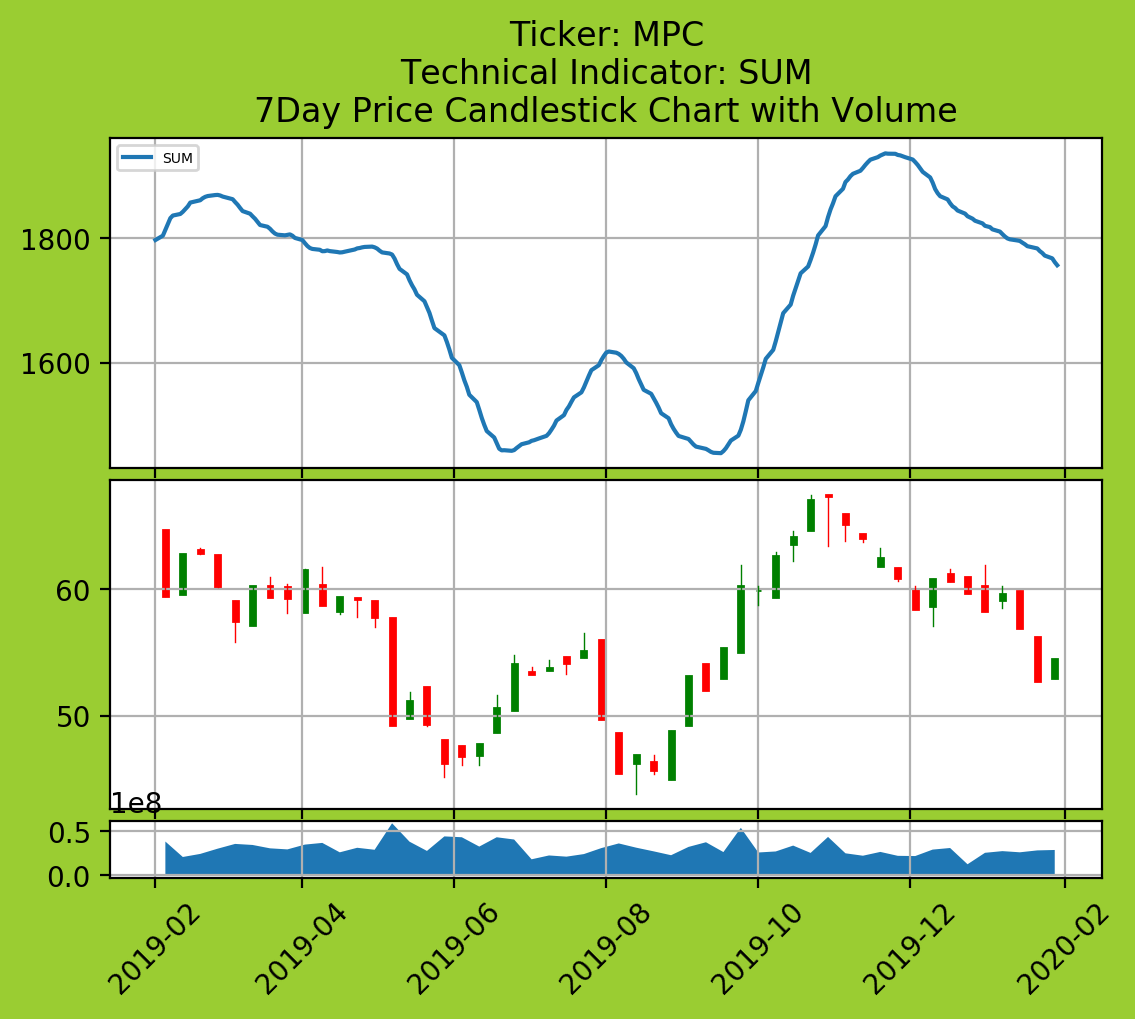 Ticker: MPC
Technical Indicator: SUM
7Day Price Candlestick Chart with Volume
SUM
1800
1600
60
50
1e8
0.5
0.0
2019-02
2019-04
2019-06
2019-08
2019-10
2019-12
2020-02